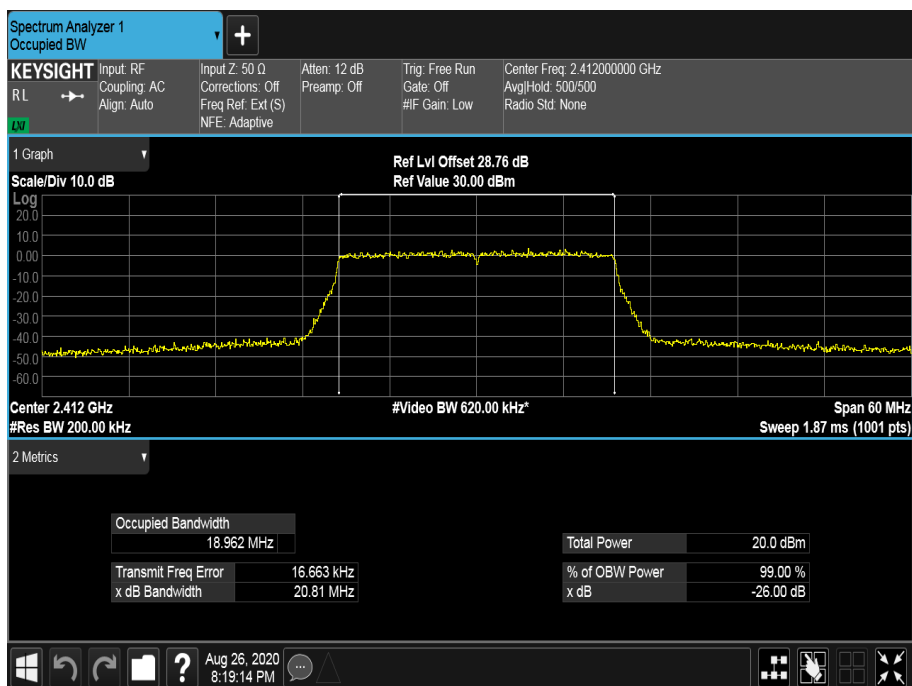 Spectrum Analyzer 1
Occupied BW
+
KEYSIGHT
R L
LXI
Input: RF
Coupling: AC
Align: Auto
Input Z: 50 Ω
Corrections: Off
Freq Ref: Ext (S)
NFE: Adaptive
Atten: 12 dB
Preamp: Off
Trig: Free Run
Gate: Off
#IF Gain: Low
Center Freq: 2.412000000 GHz
Avg|Hold: 500/500
Radio Std: None
1 Graph
Scale/Div 10.0 dB
Ref Lvl Offset 28.76 dB
Ref Value 30.00 dBm
Log
20.0
10.0
0.00
-10.0
-20.0
-30.0
-40.0
-50.0
-60.0
Center 2.412 GHz
#Video BW 620.00 kHz*
Span 60 MHz
#Res BW 200.00 kHz
Sweep 1.87 ms (1001 pts)
2 Metrics
Occupied Bandwidth
18.962 MHz
Total Power 20.0 dBm
Transmit Freq Error 16.663 kHz
% of OBW Power 99.00 %
x dB Bandwidth 20.81 MHz
x dB -26.00 dB
?
Aug 26, 2020
8:19:14 PM
...